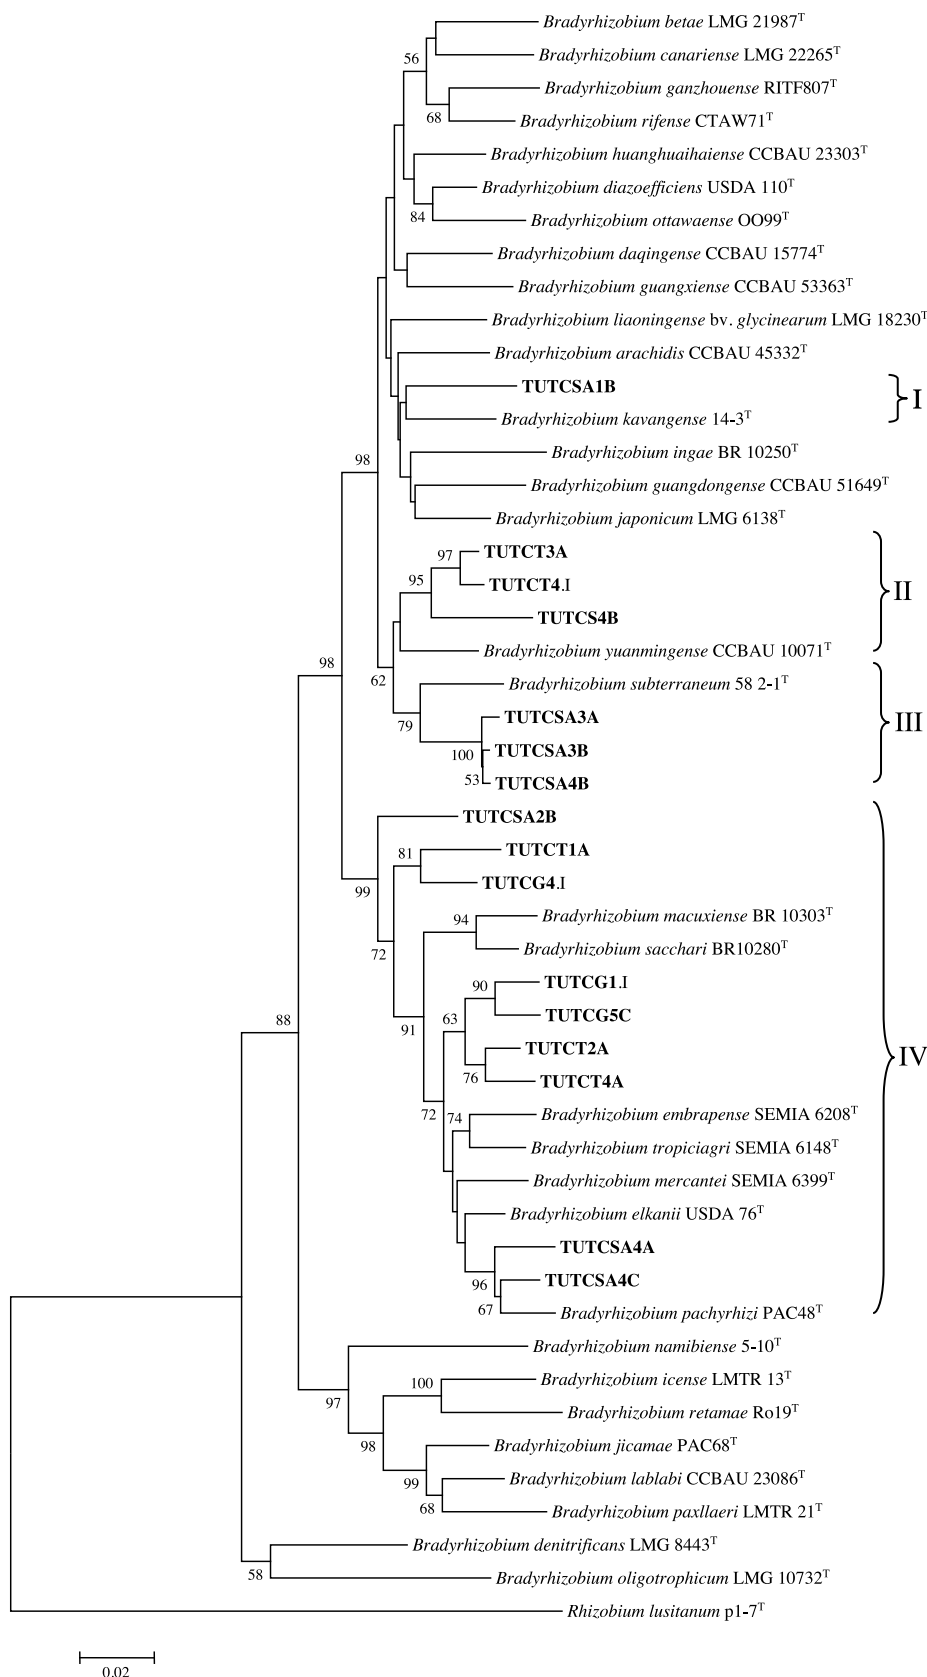 Bradyrhizobium betae LMG 21987T
56
Bradyrhizobium canariense LMG 22265T
Bradyrhizobium ganzhouense RITF807T
68
Bradyrhizobium rifense CTAW71T
Bradyrhizobium huanghuaihaiense CCBAU 23303T
Bradyrhizobium diazoefficiens USDA 110T
84
Bradyrhizobium ottawaense OO99T
Bradyrhizobium daqingense CCBAU 15774T
Bradyrhizobium guangxiense CCBAU 53363T
Bradyrhizobium liaoningense bv. glycinearum LMG 18230T
Bradyrhizobium arachidis CCBAU 45332T
TUTCSA1B
I
Bradyrhizobium kavangense 14-3T
Bradyrhizobium ingae BR 10250T
98
Bradyrhizobium guangdongense CCBAU 51649T
Bradyrhizobium japonicum LMG 6138T
97
TUTCT3A
95
TUTCT4.I
II
TUTCS4B
98
Bradyrhizobium yuanmingense CCBAU 10071T
62
Bradyrhizobium subterraneum 58 2-1T
79
TUTCSA3A
III
100
TUTCSA3B
53
TUTCSA4B
TUTCSA2B
81
TUTCT1A
99
TUTCG4.I
94
Bradyrhizobium macuxiense BR 10303T
72
Bradyrhizobium sacchari BR10280T
90
TUTCG1.I
88
63
TUTCG5C
91
TUTCT2A
IV
76
TUTCT4A
72
74
Bradyrhizobium embrapense SEMIA 6208T
Bradyrhizobium tropiciagri SEMIA 6148T
Bradyrhizobium mercantei SEMIA 6399T
Bradyrhizobium elkanii USDA 76T
TUTCSA4A
96
TUTCSA4C
67
Bradyrhizobium pachyrhizi PAC48T
Bradyrhizobium namibiense 5-10T
100
Bradyrhizobium icense LMTR 13T
97
Bradyrhizobium retamae Ro19T
98
Bradyrhizobium jicamae PAC68T
99
Bradyrhizobium lablabi CCBAU 23086T
68
Bradyrhizobium paxllaeri LMTR 21T
Bradyrhizobium denitrificans LMG 8443T
58
Bradyrhizobium oligotrophicum LMG 10732T
Rhizobium lusitanum p1-7T
0.02